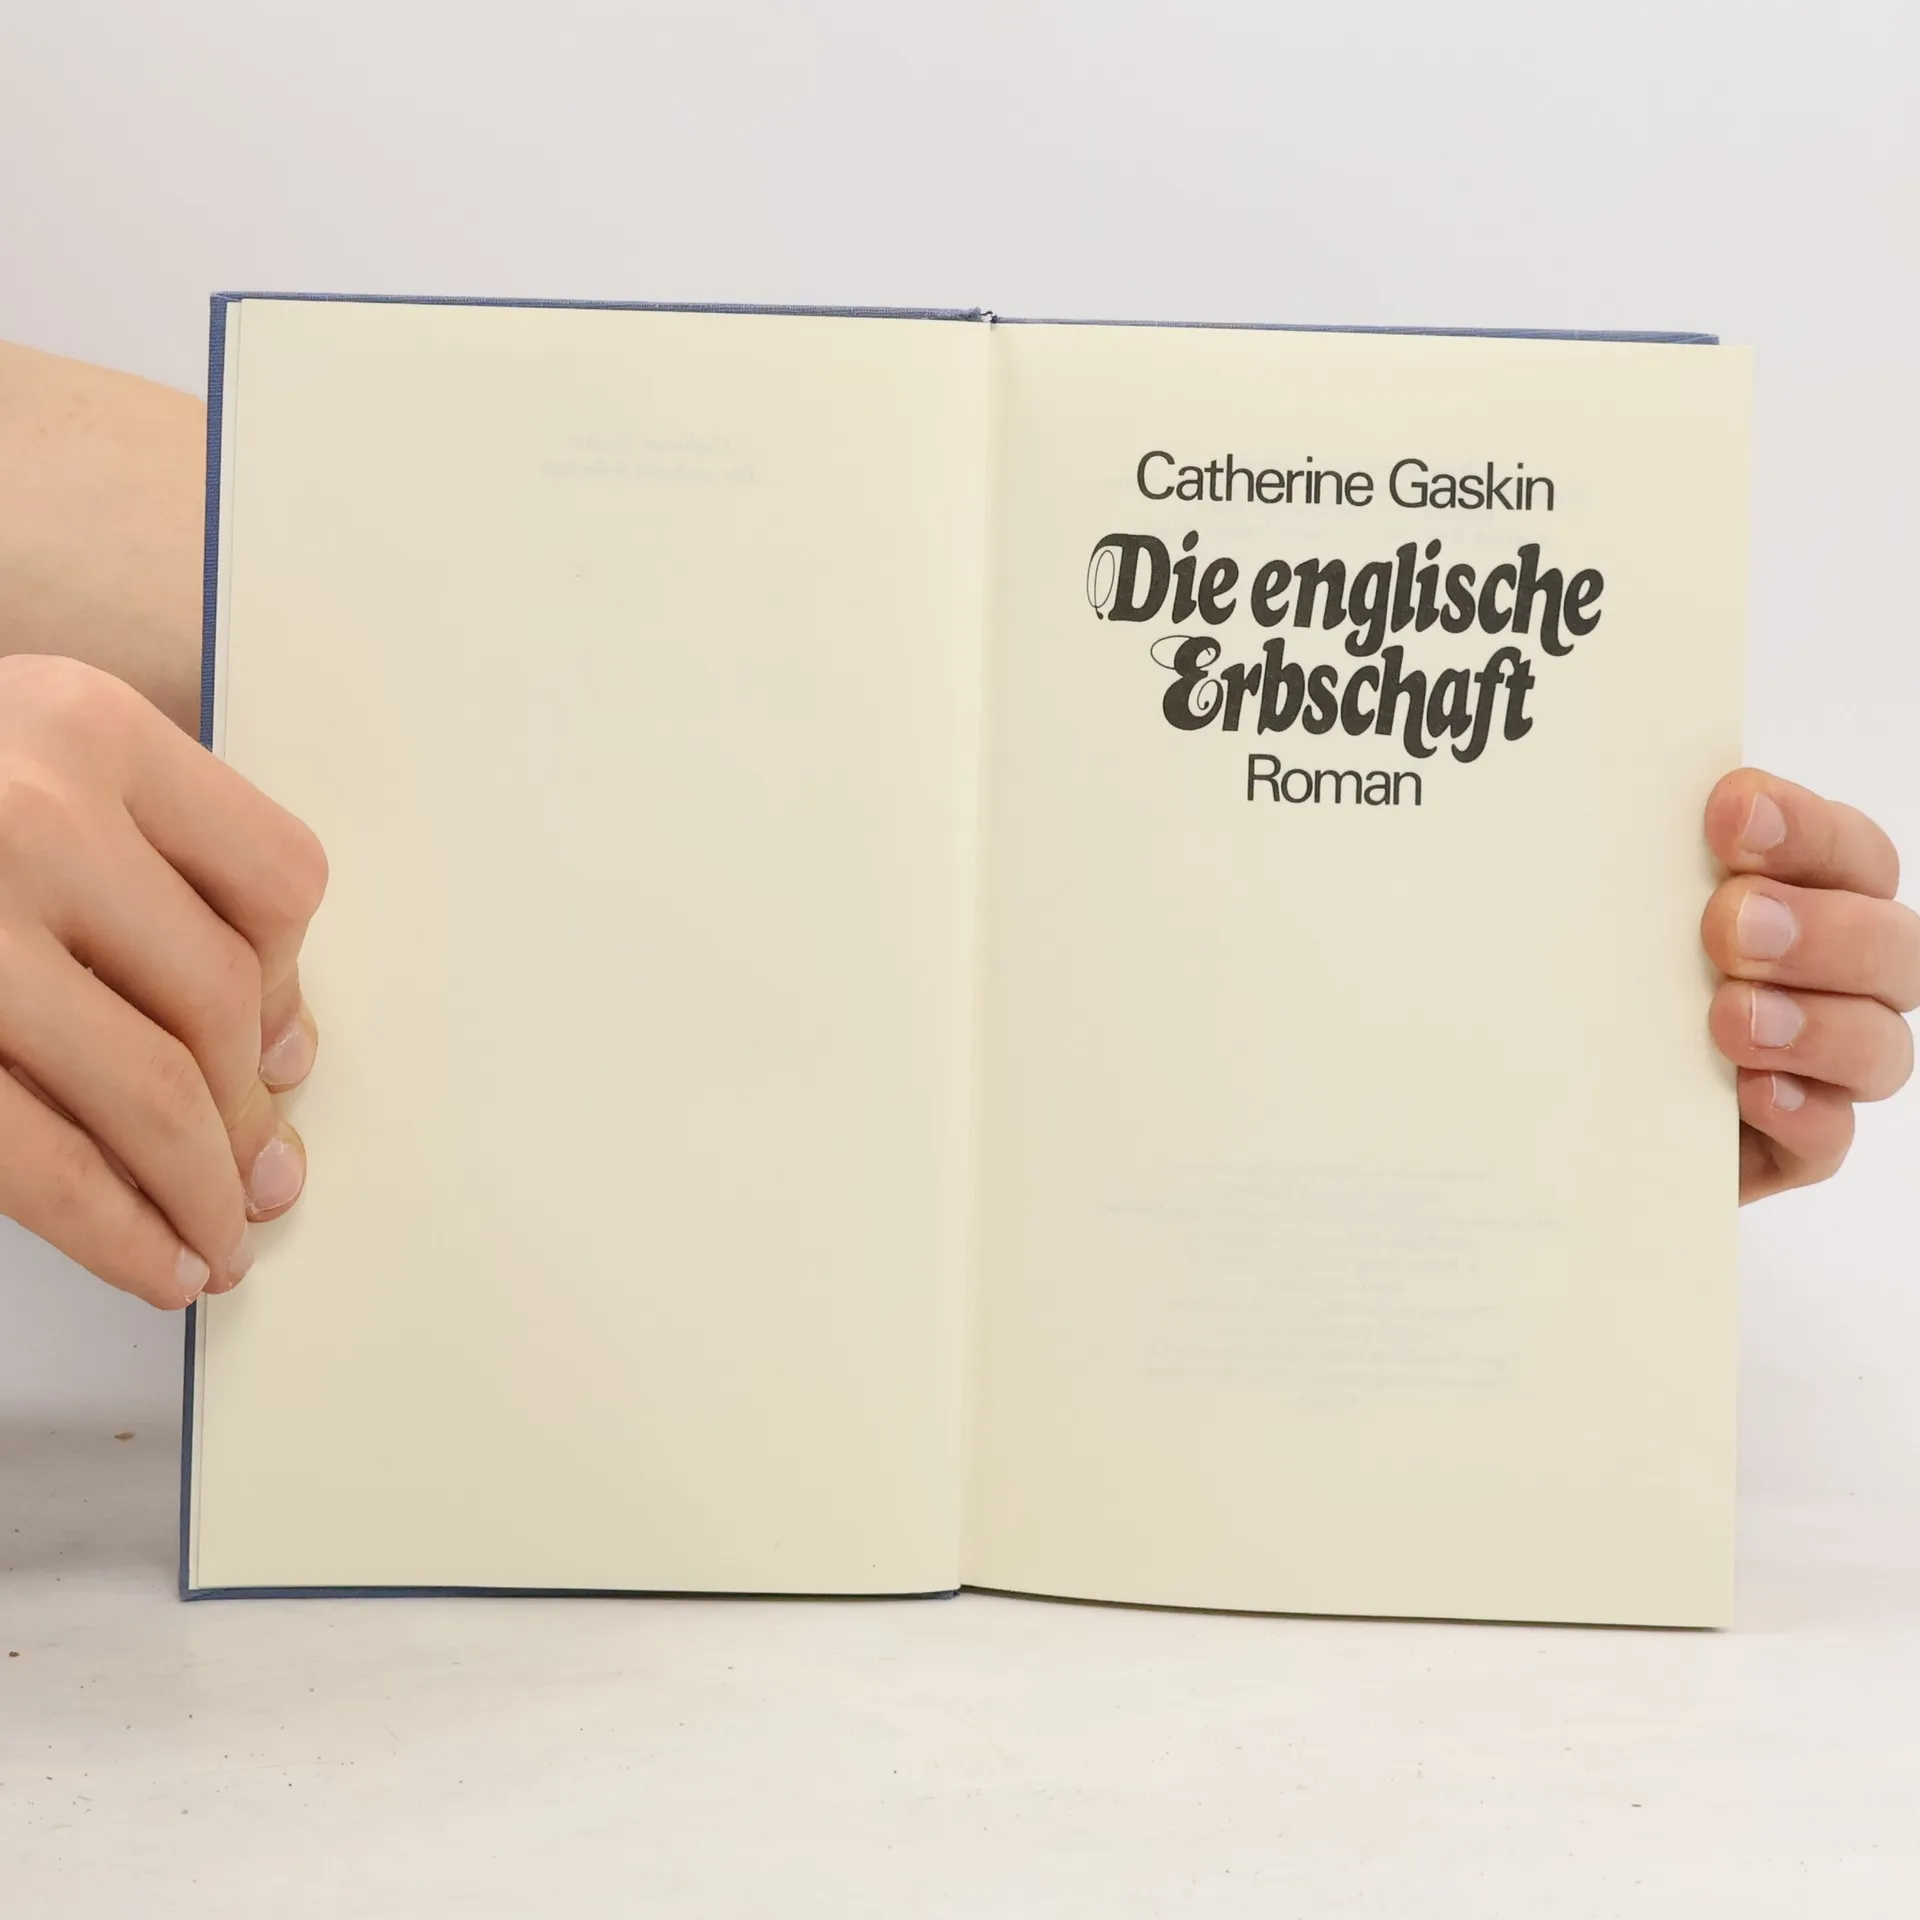 Catherine Gaskin
Die englische
Erbschaft
Roman